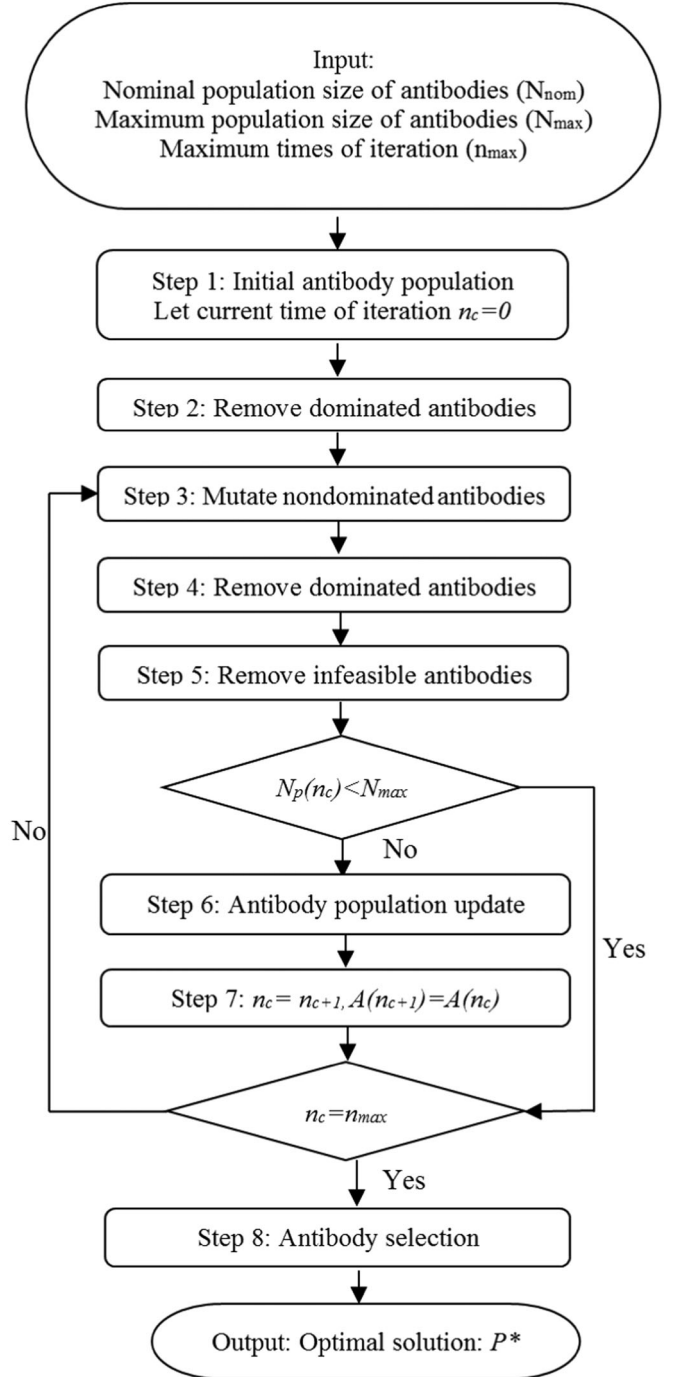 Input:
Nominal population size of antibodies (Nnom)
Maximum population size of antibodies (Nmax)
Maximum times of iteration (nmax)
Step 1: Initial antibody population
Let current time of iteration nc=0
Step 2: Remove dominated antibodies
Step 3: Mutate nondominated antibodies
Step 4: Remove dominated antibodies
Step 5: Remove infeasible antibodies
Np(nc)<Nmax
No
No
Step 6: Antibody population update
Yes
Step 7: nc= nc+1, A(nc+1)=A(nc)
nc=nmax
Yes
Step 8: Antibody selection
Output: Optimal solution: P*